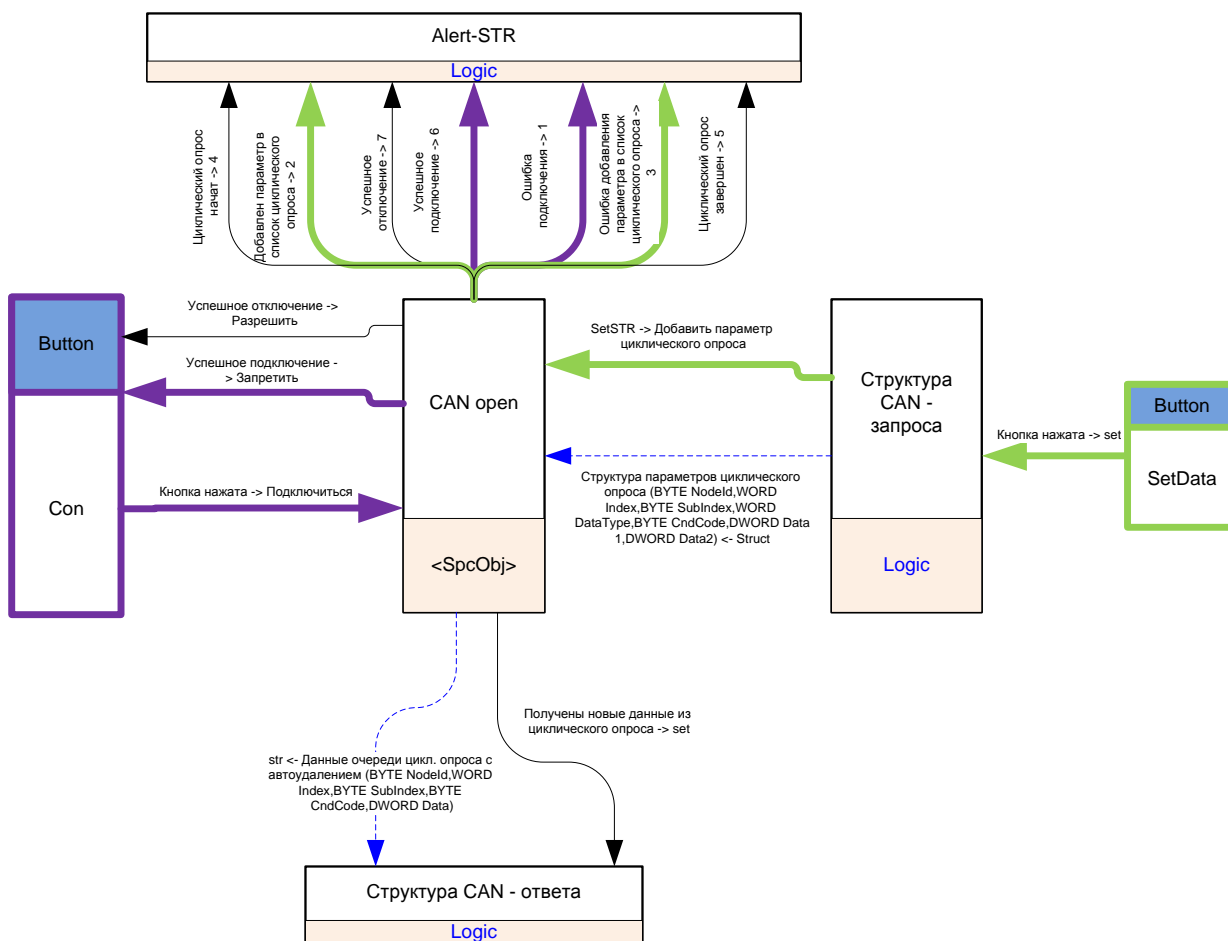 Alert-STR
Logic
Циклический опрос
начат -> 4
Добавлен параметр в
список циклического
опроса -> 2
Успешное
отключение -> 7
Успешное
подключение -> 6
Ошибка
подключения -> 1
Ошибка добавления
параметра в список
циклического опроса ->
3
Циклический опрос
завершен -> 5
Успешное отключение ->
Разрешить
Button
Успешное подключение -
> Запретить
Con
Кнопка нажата -> Подключиться
CAN open
<SpcObj>
SetSTR -> Добавить параметр
циклического опроса
Структура
CAN -
запроса
Logic
Кнопка нажата -> set
Button
SetData
Структура параметров циклического
опроса (BYTE NodeId,WORD
Index,BYTE SubIndex,WORD
DataType,BYTE CndCode,DWORD Data
1,DWORD Data2) <- Struct
Получены новые данные из
циклического опроса -> set
str <- Данные очереди цикл. опроса с
автоудалением (BYTE NodeId,WORD
Index,BYTE SubIndex,BYTE
CndCode,DWORD Data)
Структура CAN - ответа
Logic